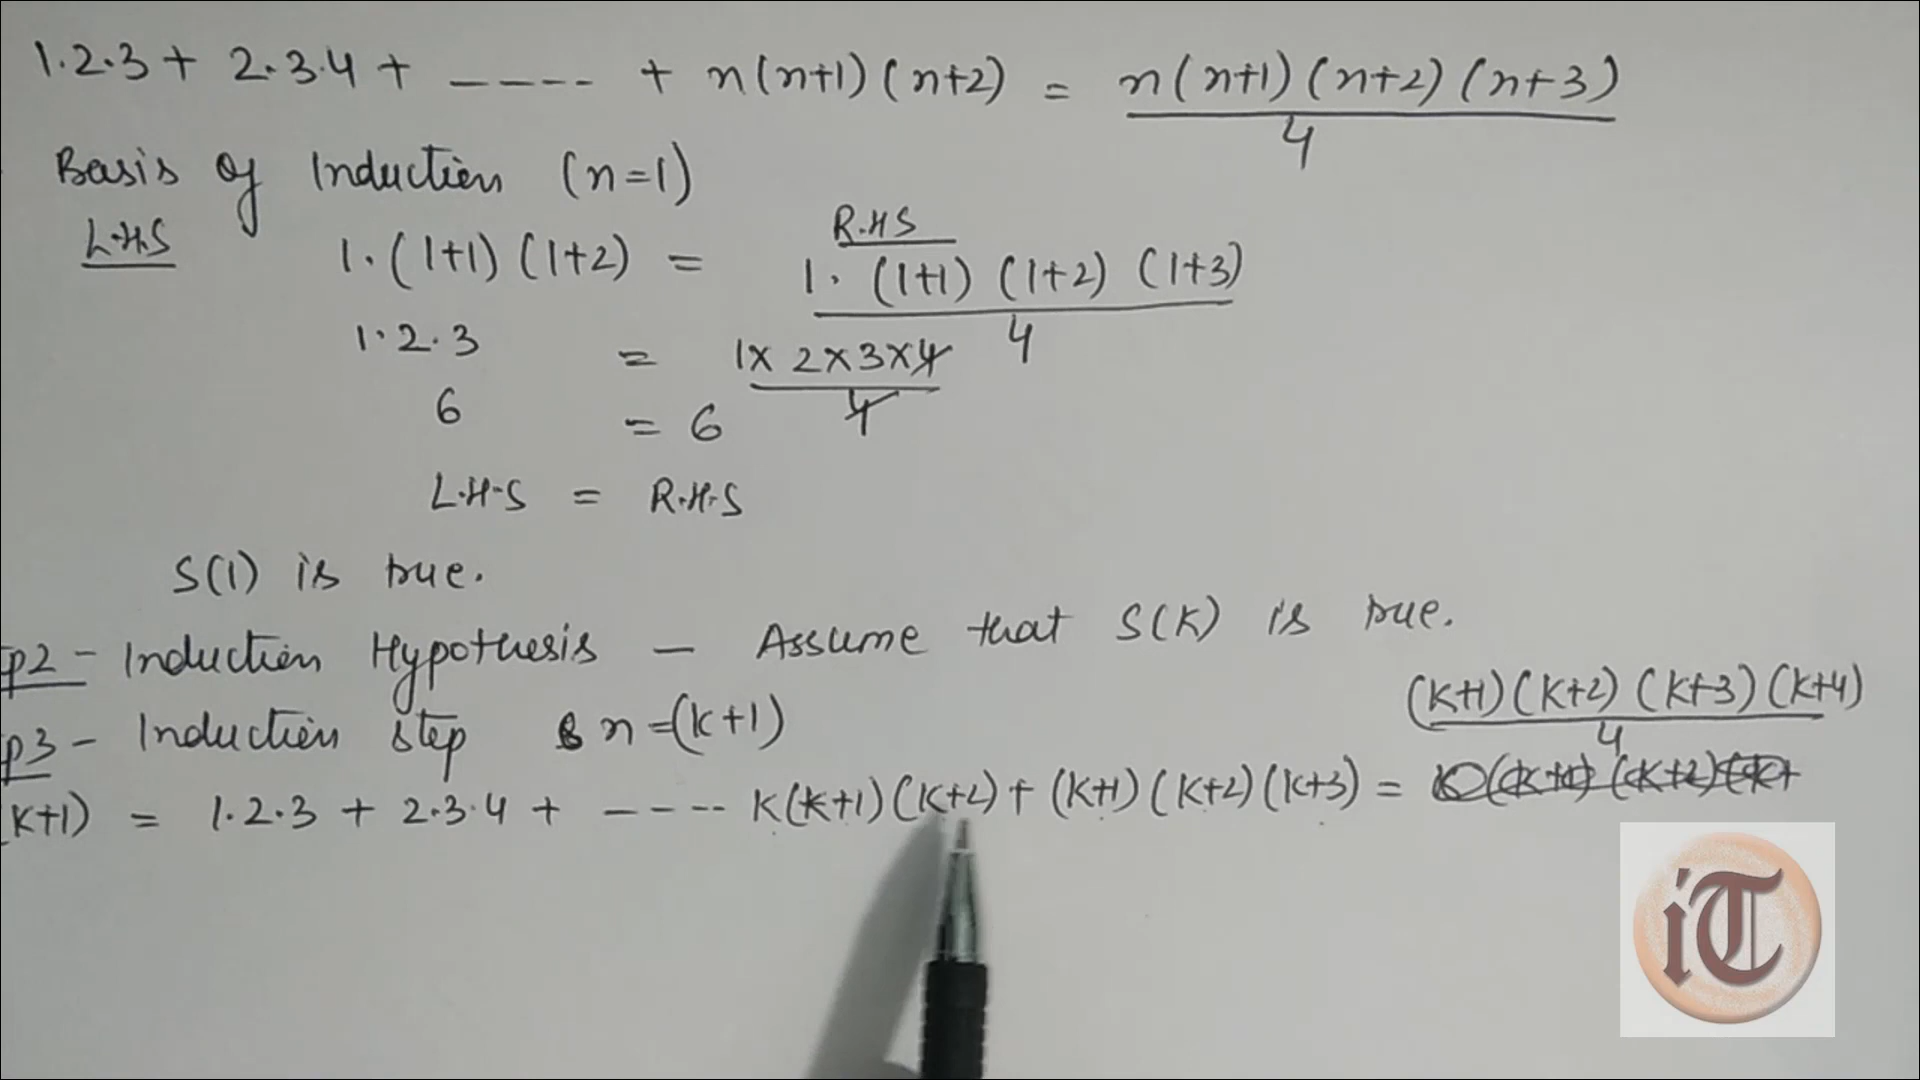 1.2.3 + 2.3.4 + ---- + n(n+1)(n+2) = n(n+1)(n+2)(n+3)
4
Basis of Induction (n=1)
L.H.S
R.H.S
1.(1+1)(1+2) = 1.(1+1)(1+2)(1+3)
4
1.2.3 = 1x2x3x4
4
6 = 6
L.H.S = R.H.S
S(1) is true.
p2 - Induction Hypothesis - Assume that S(K) is true.
p3 - Induction step n=(k+1)
(k+1)(k+2)(k+3)(k+4)
4
(k+1) = 1.2.3 + 2.3.4 + ---- k(k+1)(k+2) + (k+1)(k+2)(k+3) =
iT